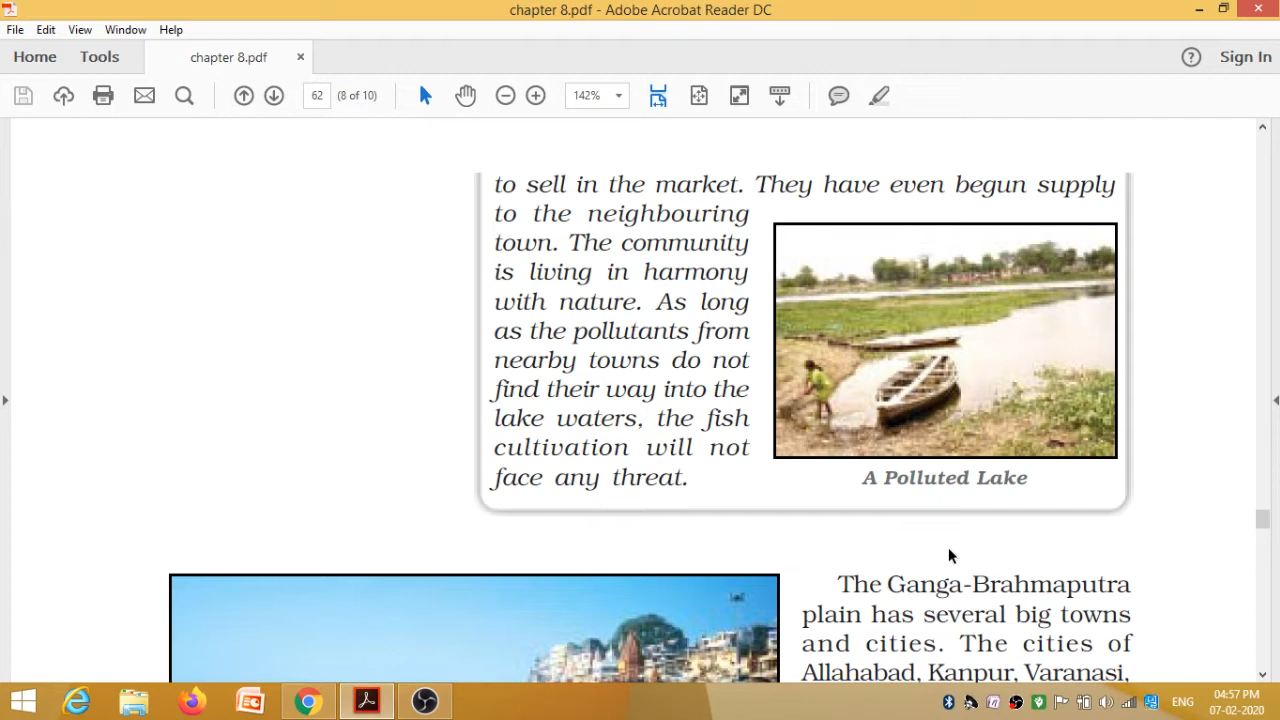 chapter 8.pdf - Adobe Acrobat Reader DC
File Edit View Window Help
Home Tools chapter 8.pdf × Sign In
62 (8 of 10) 142%
to sell in the market. They have even begun supply
to the neighbouring
town. The community
is living in harmony
with nature. As long
as the pollutants from
nearby towns do not
find their way into the
lake waters, the fish
cultivation will not
face any threat.
A Polluted Lake
The Ganga-Brahmaputra
plain has several big towns
and cities. The cities of
Allahabad, Kanpur, Varanasi,
ENG
04:57 PM
07-02-2020